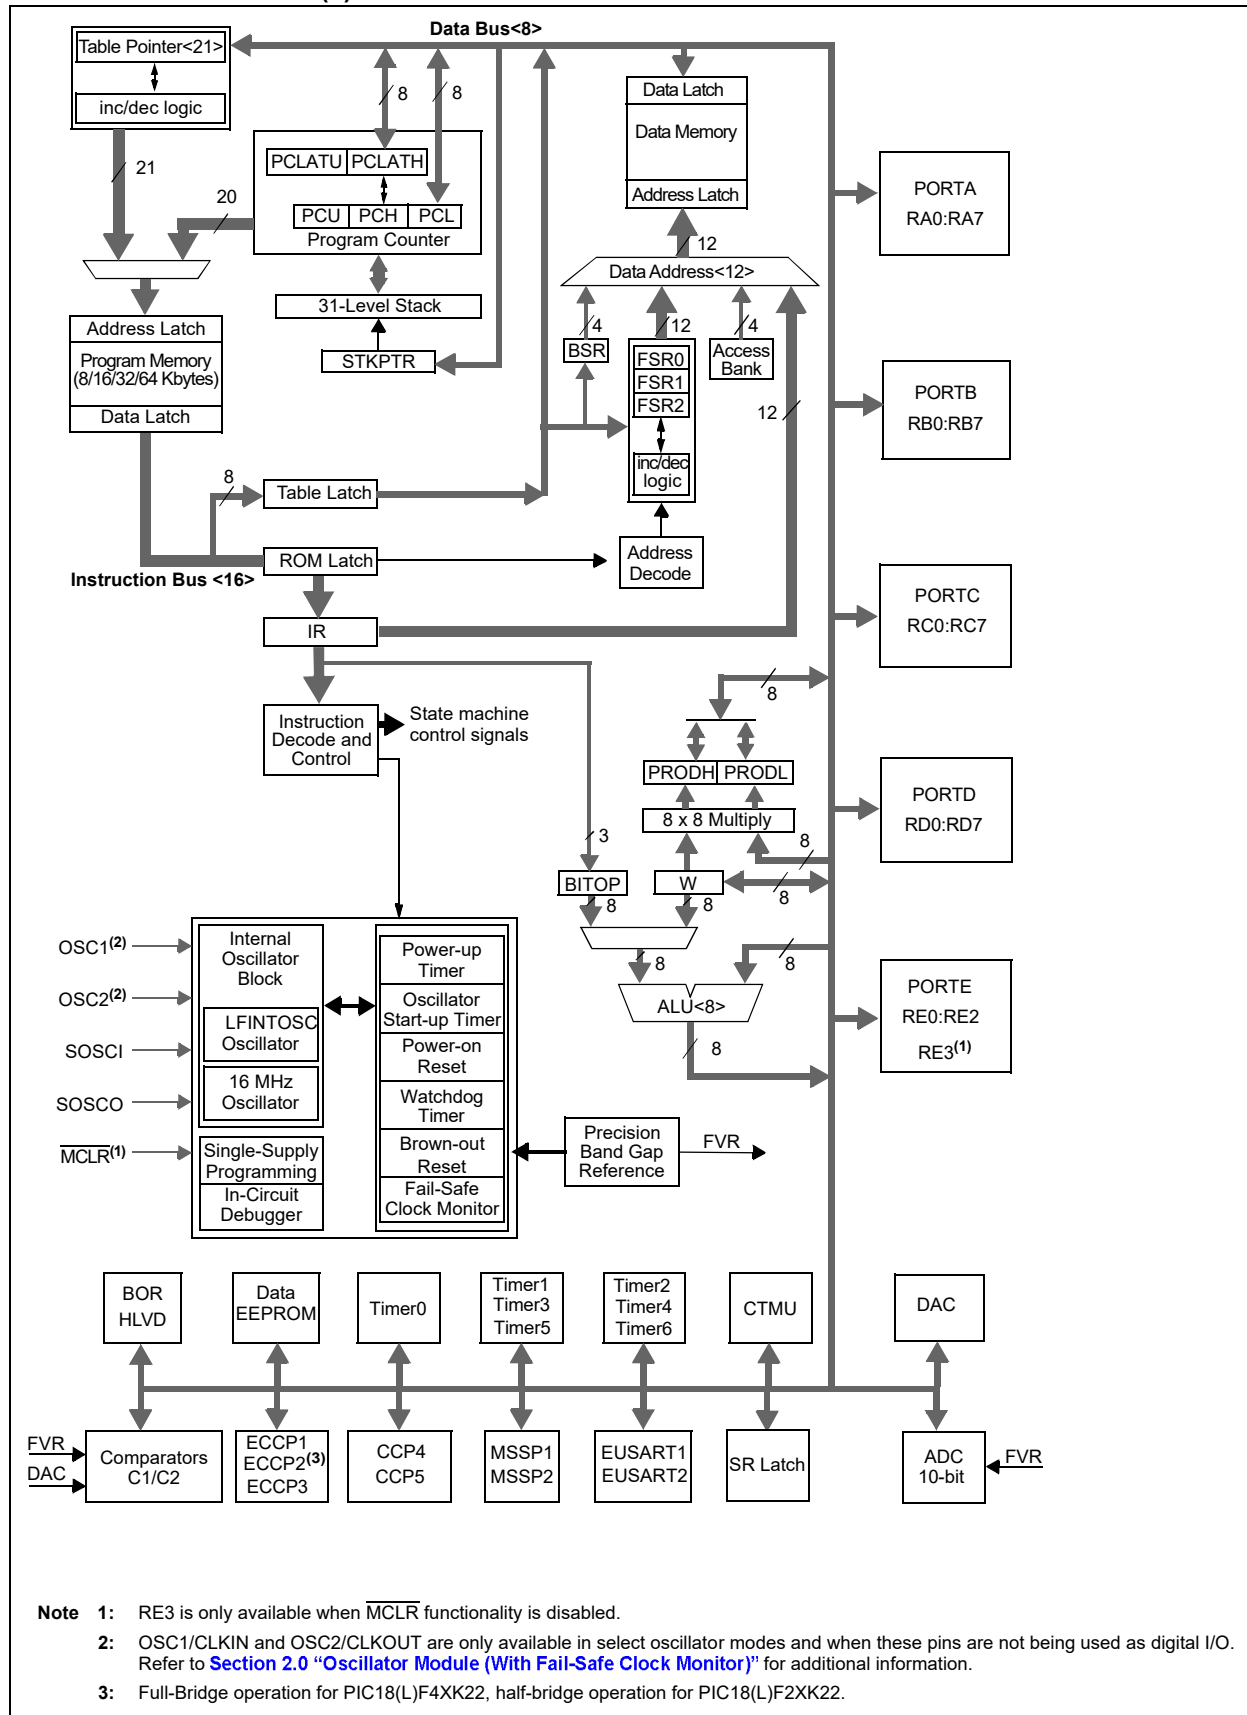 (1)
Data Bus<8>
Table Pointer<21>
inc/dec logic
21
20
8
8
PCLATU PCLATH
PCU PCH PCL
Program Counter
31-Level Stack
STKPTR
Data Latch
Data Memory
Address Latch
12
Data Address<12>
4
12
4
BSR
FSR0
FSR1
FSR2
inc/dec
logic
Access
Bank
12
Address
Decode
Address Latch
Program Memory
(8/16/32/64 Kbytes)
Data Latch
8
Table Latch
ROM Latch
Instruction Bus <16>
IR
Instruction
Decode and
Control
State machine
control signals
8
PRODH PRODL
8 x 8 Multiply
3
8
BITOP
W
8
8
8
8
8
ALU<8>
8
PORTA
RA0:RA7
PORTB
RB0:RB7
PORTC
RC0:RC7
PORTD
RD0:RD7
PORTE
RE0:RE2
RE3(1)
OSC1(2)
OSC2(2)
SOSCI
SOSCO
MCLR(1)
Internal
Oscillator
Block
LFINTOSC
Oscillator
16 MHz
Oscillator
Single-Supply
Programming
In-Circuit
Debugger
Power-up
Timer
Oscillator
Start-up Timer
Power-on
Reset
Watchdog
Timer
Brown-out
Reset
Fail-Safe
Clock Monitor
Precision
Band Gap
Reference
FVR
BOR
HLVD
Data
EEPROM
Timer0
Timer1
Timer3
Timer5
Timer2
Timer4
Timer6
CTMU
DAC
FVR
DAC
Comparators
C1/C2
ECCP1
ECCP2(3)
ECCP3
CCP4
CCP5
MSSP1
MSSP2
EUSART1
EUSART2
SR Latch
ADC
10-bit
FVR
Note 1: RE3 is only available when MCLR functionality is disabled.
2: OSC1/CLKIN and OSC2/CLKOUT are only available in select oscillator modes and when these pins are not being used as digital I/O.
Refer to Section 2.0 “Oscillator Module (With Fail-Safe Clock Monitor)” for additional information.
3: Full-Bridge operation for PIC18(L)F4XK22, half-bridge operation for PIC18(L)F2XK22.